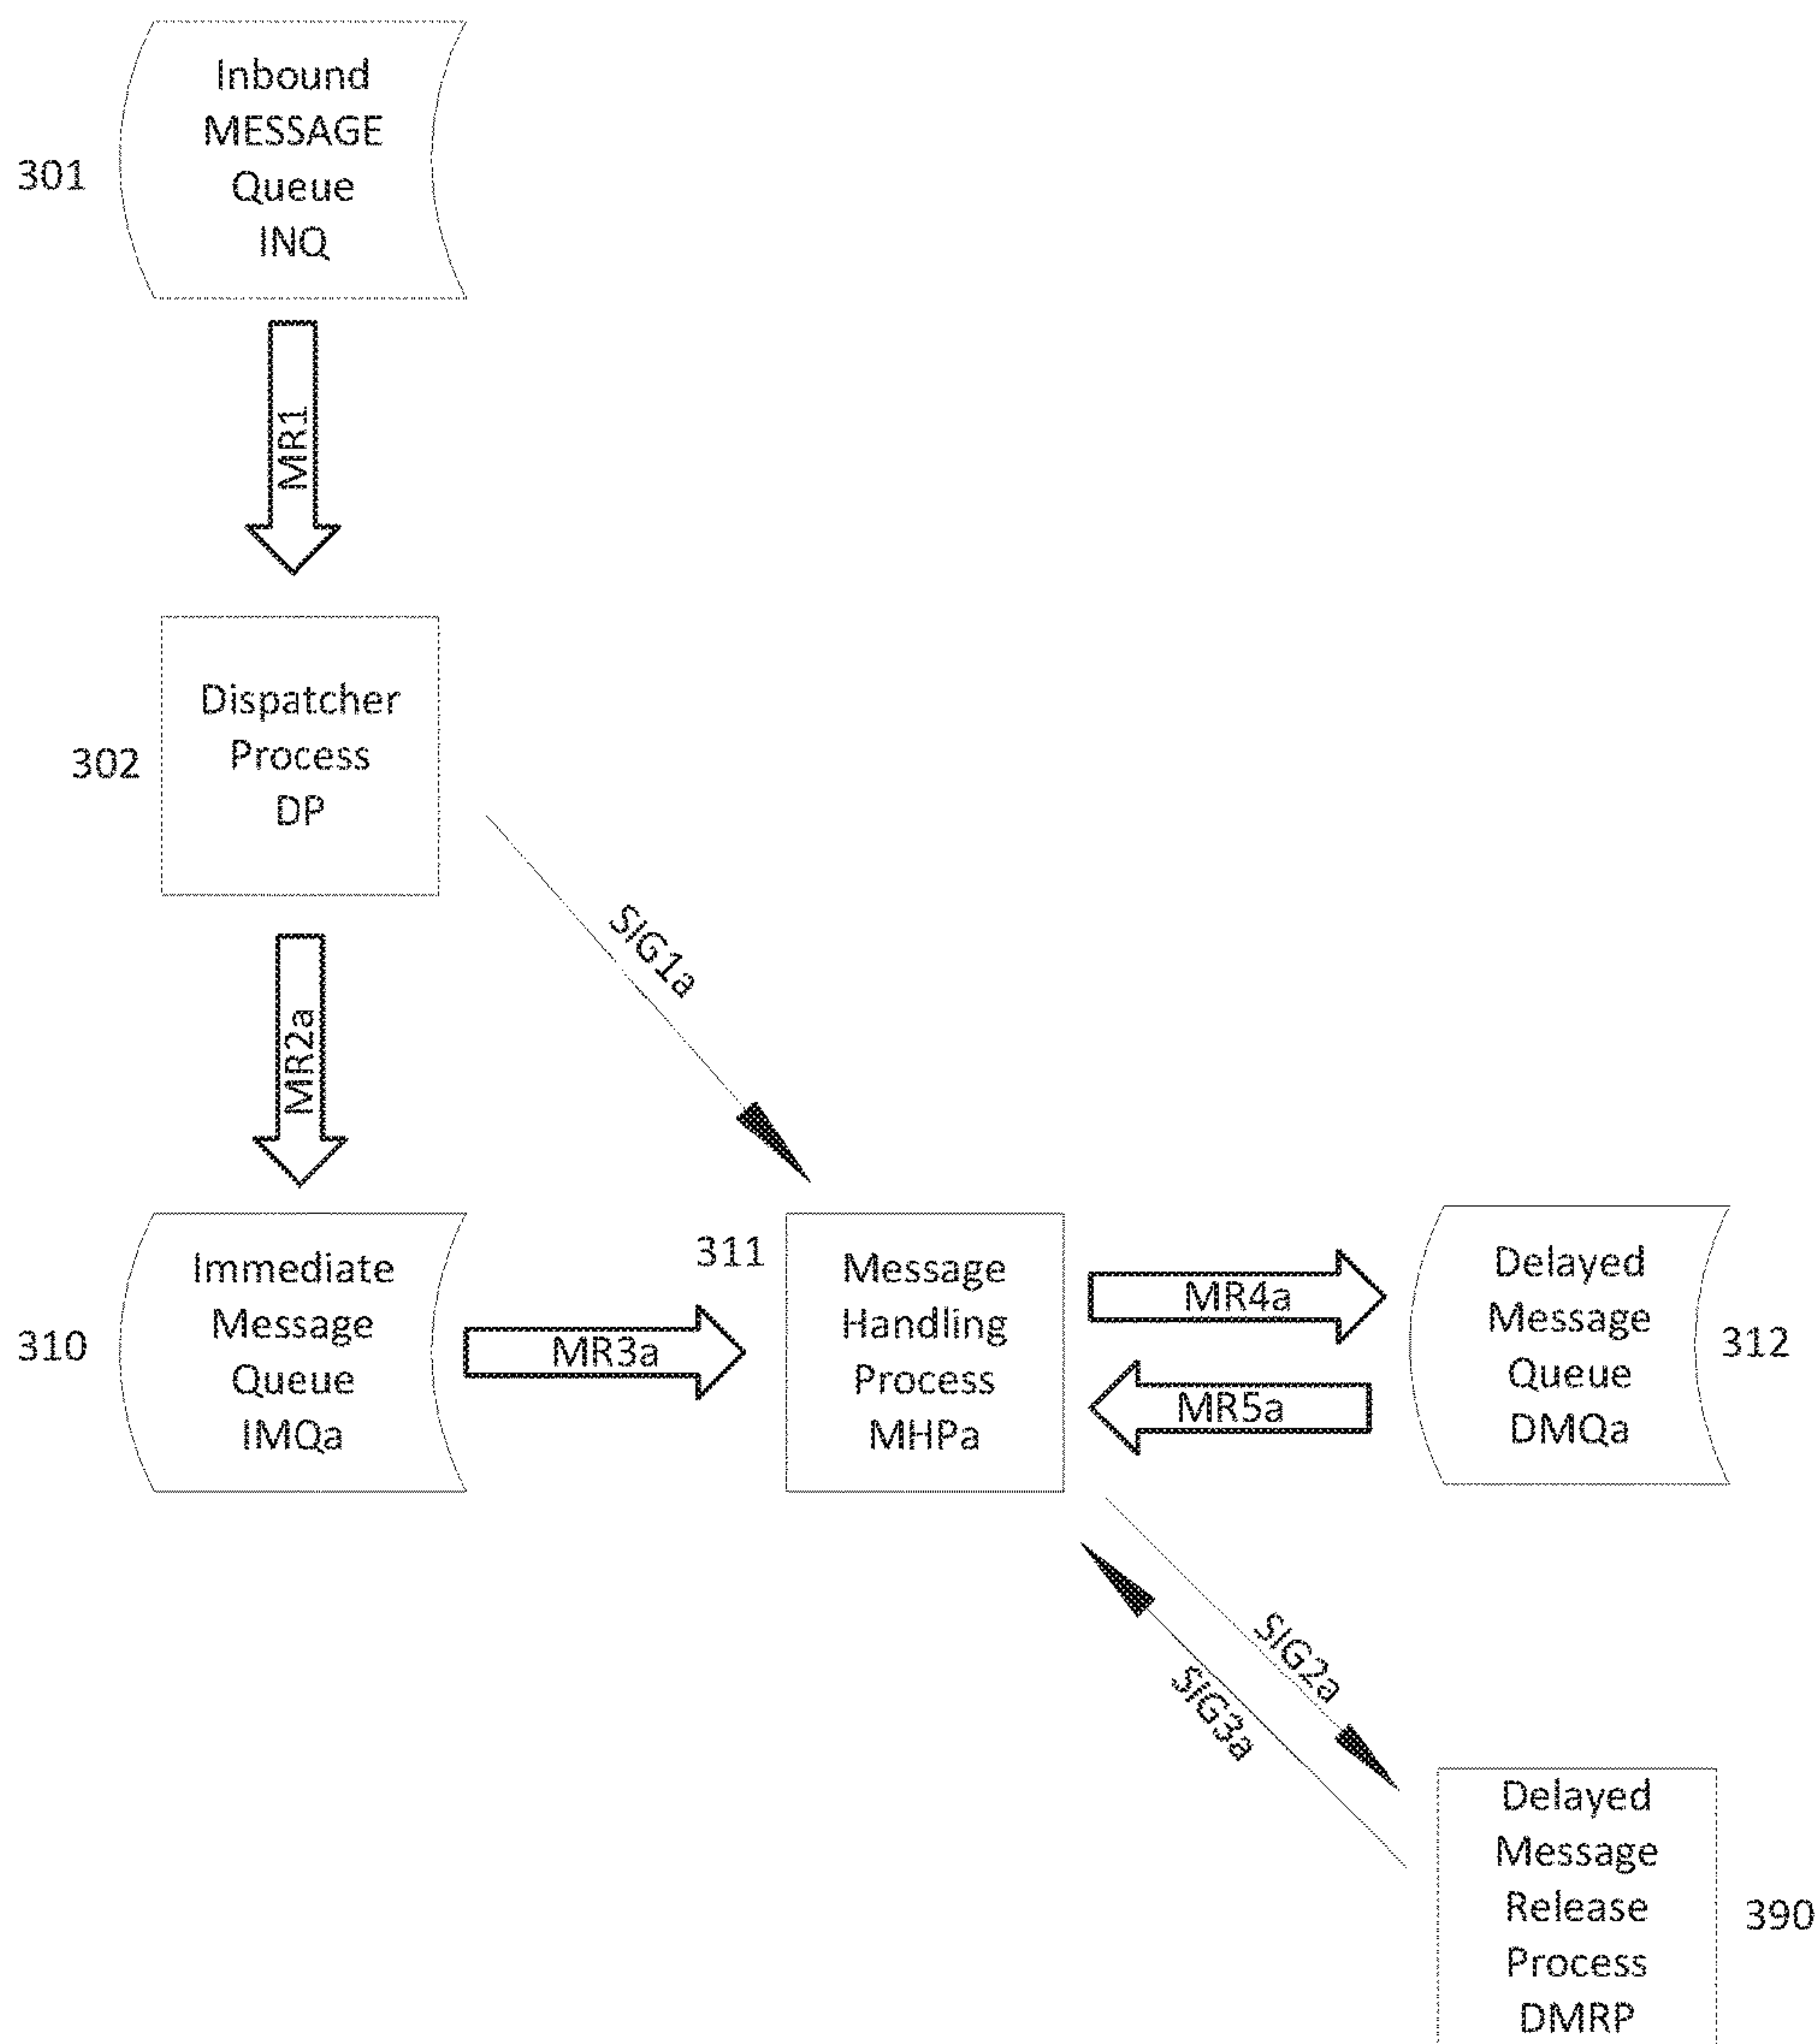 Inbound
MESSAGE
Queue
INQ
301
MR1
Dispatcher
Process
DP
302
SIG1a
MR2a
Immediate
Message
Queue
IMQa
310
MR3a
311
Message
Handling
Process
MHPa
MR4a
MR5a
Delayed
Message
Queue
DMQa
312
SIG2a
SIG3a
Delayed
Message
Release
Process
DMRP
390